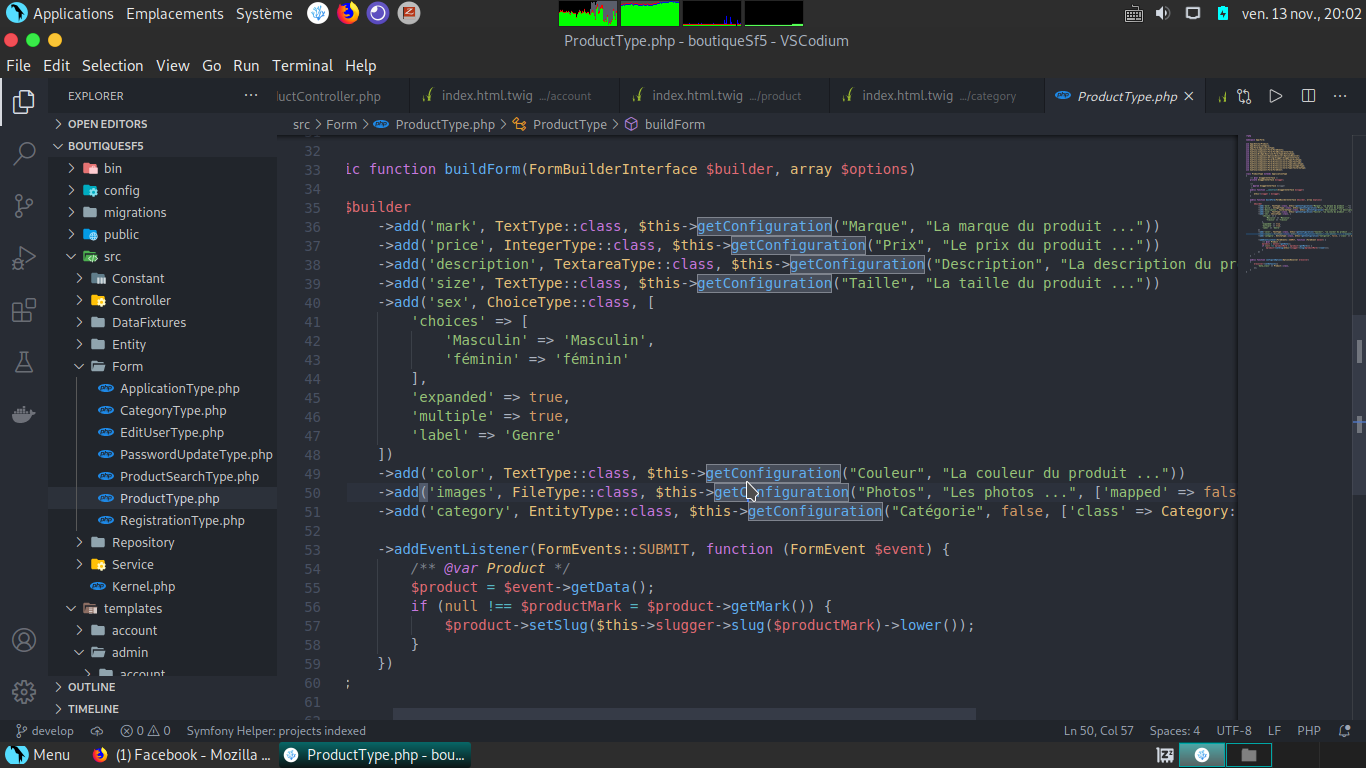 Applications Emplacements Système ven. 13 nov., 20:02
ProductType.php - boutiqueSf5 - VSCodium
File Edit Selection View Go Run Terminal Help
EXPLORER ··· uctController.php index.html.twig .../account index.html.twig .../product index.html.twig .../category ProductType.php ···
OPEN EDITORS
src > Form > ProductType.php > ProductType > buildForm
BOUTIQUESF5
bin
config
migrations
public
src
Constant
Controller
DataFixtures
Entity
Form
ApplicationType.php
CategoryType.php
EditUserType.php
PasswordUpdateType.php
ProductSearchType.php
ProductType.php
RegistrationType.php
Repository
Service
Kernel.php
templates
account
admin
account
OUTLINE
TIMELINE
32
33 ic function buildForm(FormBuilderInterface $builder, array $options)
34
35 $builder
36 ->add('mark', TextType::class, $this->getConfiguration("Marque", "La marque du produit ..."))
37 ->add('price', IntegerType::class, $this->getConfiguration("Prix", "Le prix du produit ..."))
38 ->add('description', TextareaType::class, $this->getConfiguration("Description", "La description du pr
39 ->add('size', TextType::class, $this->getConfiguration("Taille", "La taille du produit ..."))
40 ->add('sex', ChoiceType::class, [
41 'choices' => [
42 'Masculin' => 'Masculin',
43 'féminin' => 'féminin'
44 ],
45 'expanded' => true,
46 'multiple' => true,
47 'label' => 'Genre'
48 ])
49 ->add('color', TextType::class, $this->getConfiguration("Couleur", "La couleur du produit ..."))
50 ->add('images', FileType::class, $this->getConfiguration("Photos", "Les photos ...", ['mapped' => fals
51 ->add('category', EntityType::class, $this->getConfiguration("Catégorie", false, ['class' => Category:
52
53 ->addEventListener(FormEvents::SUBMIT, function (FormEvent $event) {
54 /** @var Product */
55 $product = $event->getData();
56 if (null !== $productMark = $product->getMark()) {
57 $product->setSlug($this->slugger->slug($productMark)->lower());
58 }
59 })
60 ;
61
develop 0 0 Symfony Helper: projects indexed Ln 50, Col 57 Spaces: 4 UTF-8 LF PHP
Menu (1) Facebook - Mozilla ... ProductType.php - bou...